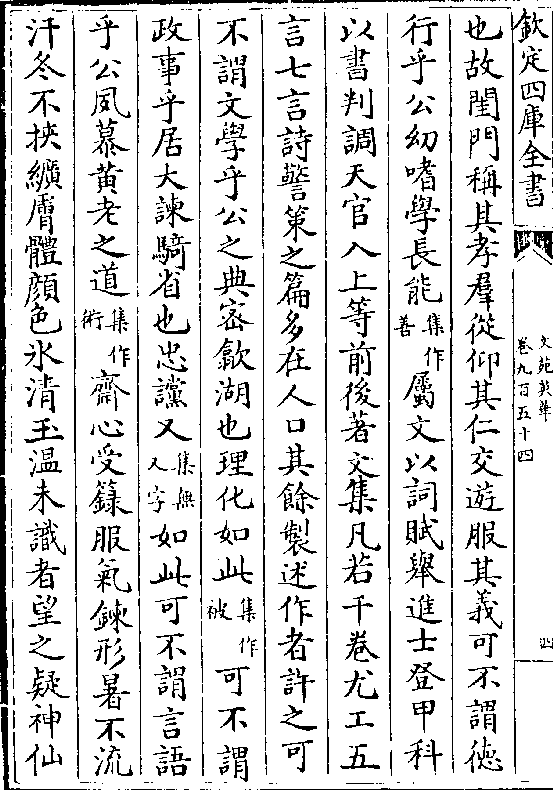 欽定四庫全書
文苑英華
卷九百五十四
四
也故閨門稱其孝羣從仰其仁交遊服其義可不謂德
行乎公幼嗜學長能集作善屬文以詞賦舉進士登甲科
以書判調天官入上等前後著文集凡若干卷尤工五
言七言詩警策之篇多在人口其餘製述作者許之可
不謂文學乎公之典密歙湖也理化如此集作被可不謂
政事乎居大諫騎省也忠讜又集無又字如此可不謂言語
乎公夙慕黄老之道集作術齋心受籙服氣鍊形暑不流
汗冬不挾纊膚體顔色氷清玉温未識者望之疑神仙